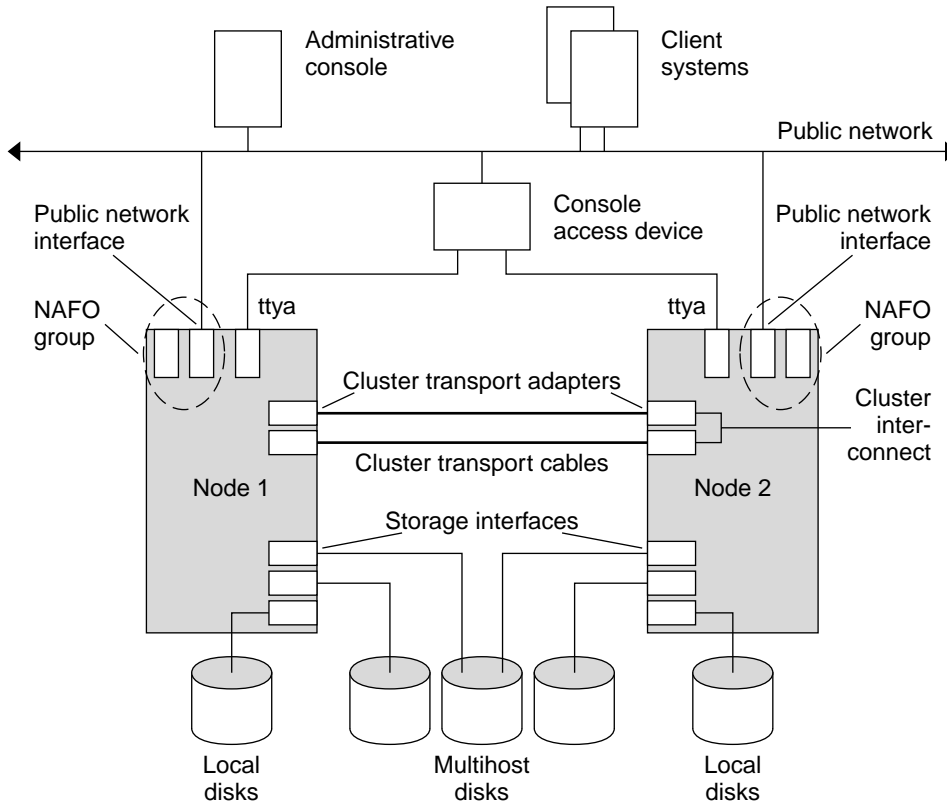 Administrative
console
Client
systems
Public network
Public network
interface
Console
access device
Public network
interface
NAFO
group
ttya
ttya
NAFO
group
Cluster transport adapters
Cluster
inter-
connect
Cluster transport cables
Node 1
Node 2
Storage interfaces
Local
disks
Multihost
disks
Local
disks